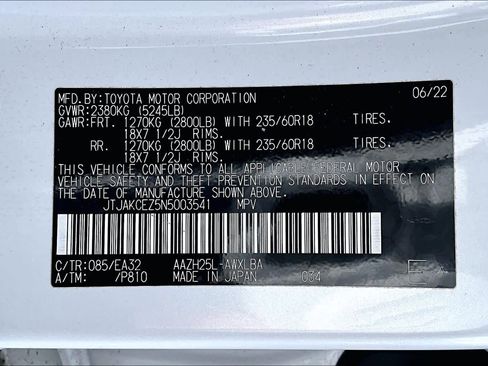 MFD.BY:TOYOTA MOTOR CORPORATION 06/22
GVWR:2380KG (5245LB)
GAWR:FRT. 1270KG (2800LB) WITH 235/60R18 TIRES.
18X7 1/2J RIMS.
RR. 1270KG (2800LB) WITH 235/60R18 TIRES.
18X7 1/2J RIMS.
THIS VEHICLE CONFORMS TO ALL APPLICABLE FEDERAL MOTOR
VEHICLE SAFETY AND THEFT PREVENTION STANDARDS IN EFFECT ON
THE DATE OF MANUFACTURE SHOWN ABOVE.
JTJAKCEZ5N5003541 MPV
C/TR:085/EA32 AAZH25L-AWXLBA
A/TM: /P810 MADE IN JAPAN 034